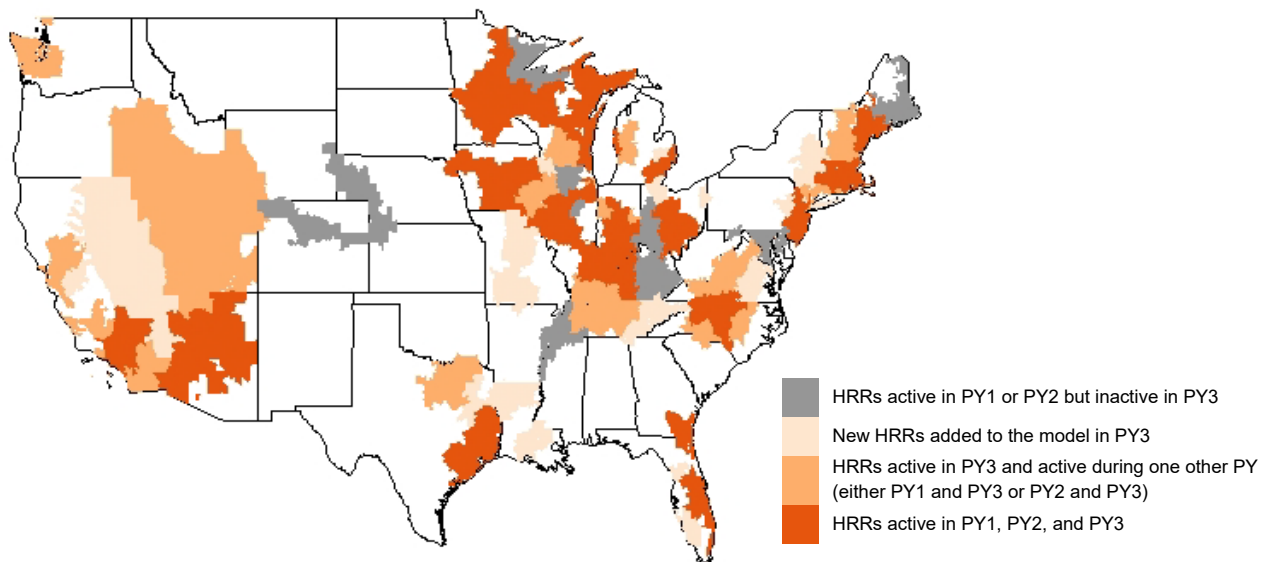 HRRs active in PY1 or PY2 but inactive in PY3
New HRRs added to the model in PY3
HRRs active in PY3 and active during one other PY
(either PY1 and PY3 or PY2 and PY3)
HRRs active in PY1, PY2, and PY3